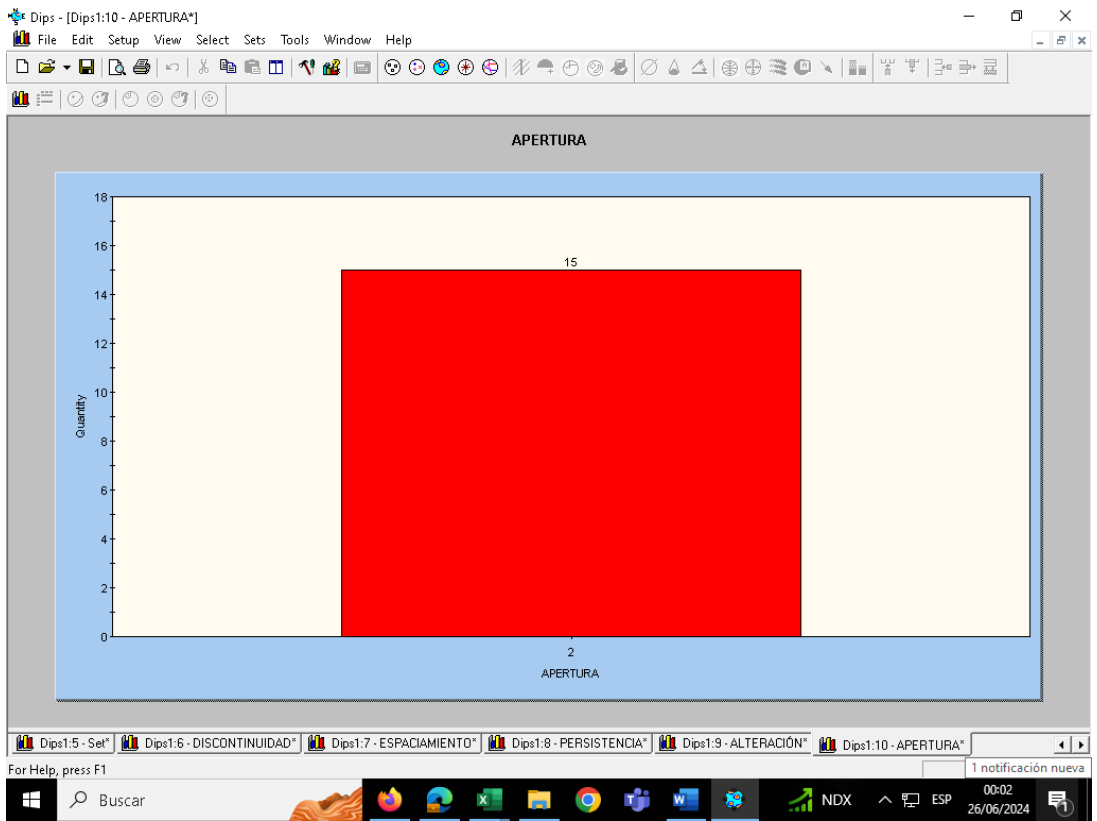 Dips - [Dips1:10 - APERTURA*]
File Edit Setup View Select Sets Tools Window Help
APERTURA
18
16
14
12
10
8
6
4
2
0
Quantity
15
2
APERTURA
Dips1:5 - Set* Dips1:6 - DISCONTINUIDAD* Dips1:7 - ESPACIAMIENTO* Dips1:8 - PERSISTENCIA* Dips1:9 - ALTERACIÓN* Dips1:10 - APERTURA*
For Help, press F1
1 notificación nueva
Buscar
NDX
ESP
00:02
26/06/2024
1